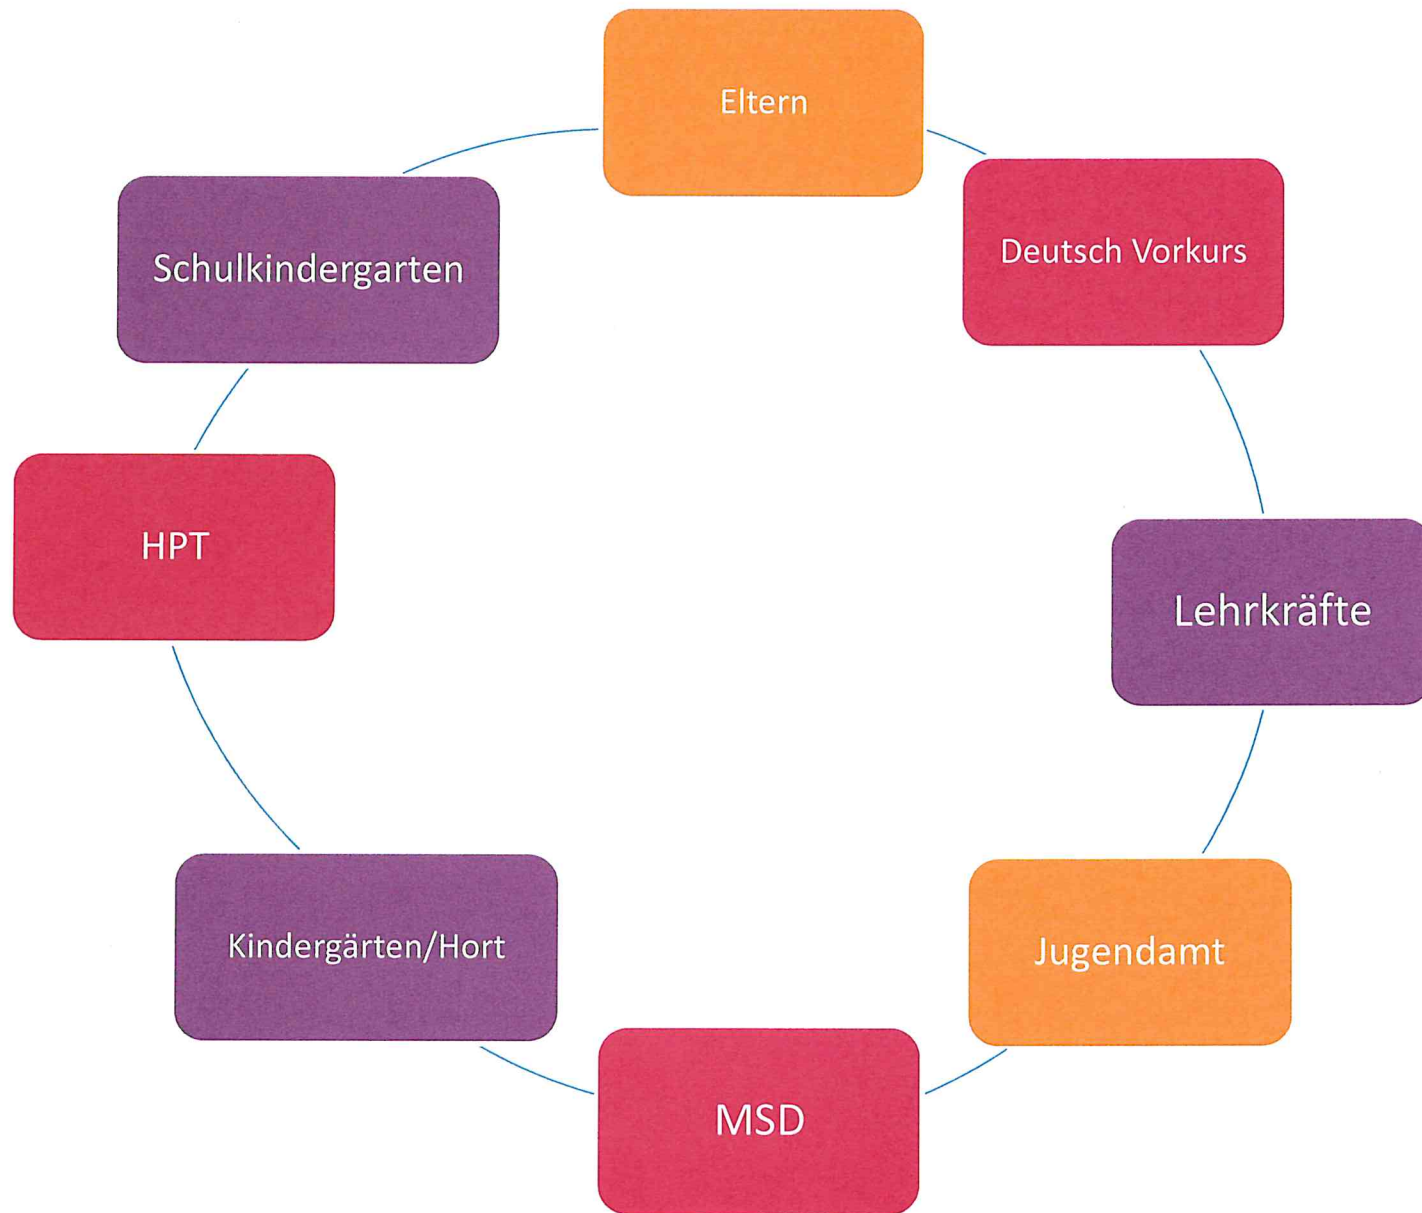 Eltern
Deutsch Vorkurs
Lehrkräfte
Jugendamt
MSD
Kindergärten/Hort
HPT
Schulkindergarten